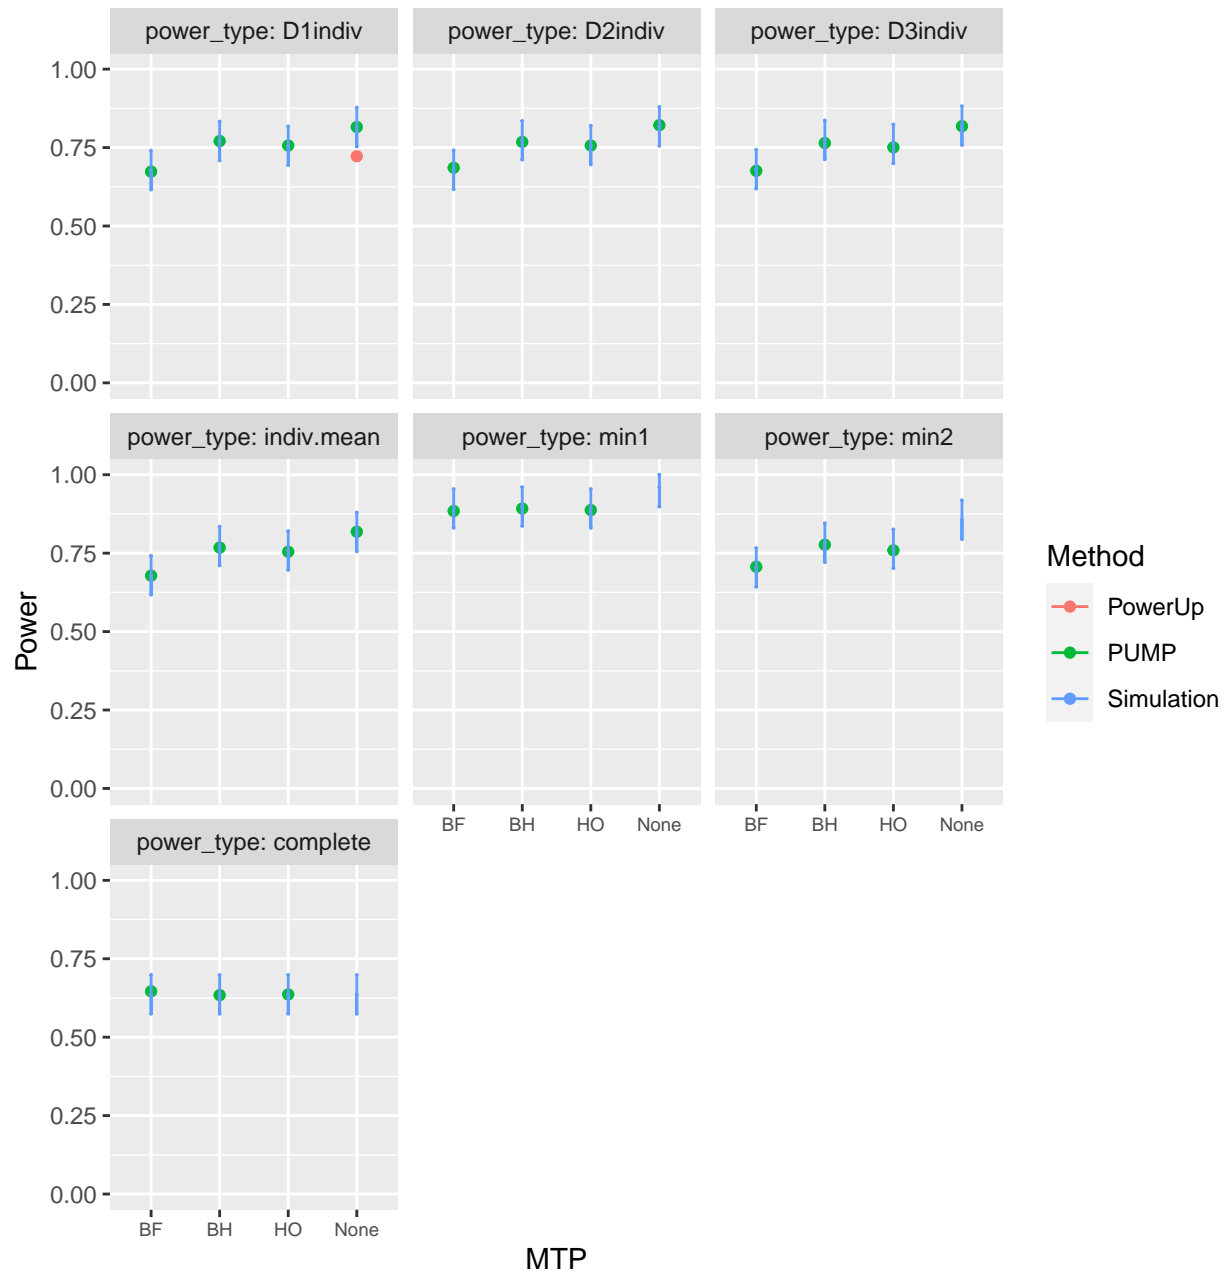 power_type: D1indiv
power_type: D2indiv
power_type: D3indiv
1.00
0.75
0.50
0.25
0.00
power_type: indiv.mean
power_type: min1
power_type: min2
1.00
0.75
0.50
0.25
0.00
BF BH HO None
BF BH HO None
power_type: complete
1.00
0.75
0.50
0.25
0.00
BF BH HO None
Power
MTP
Method
PowerUp
PUMP
Simulation